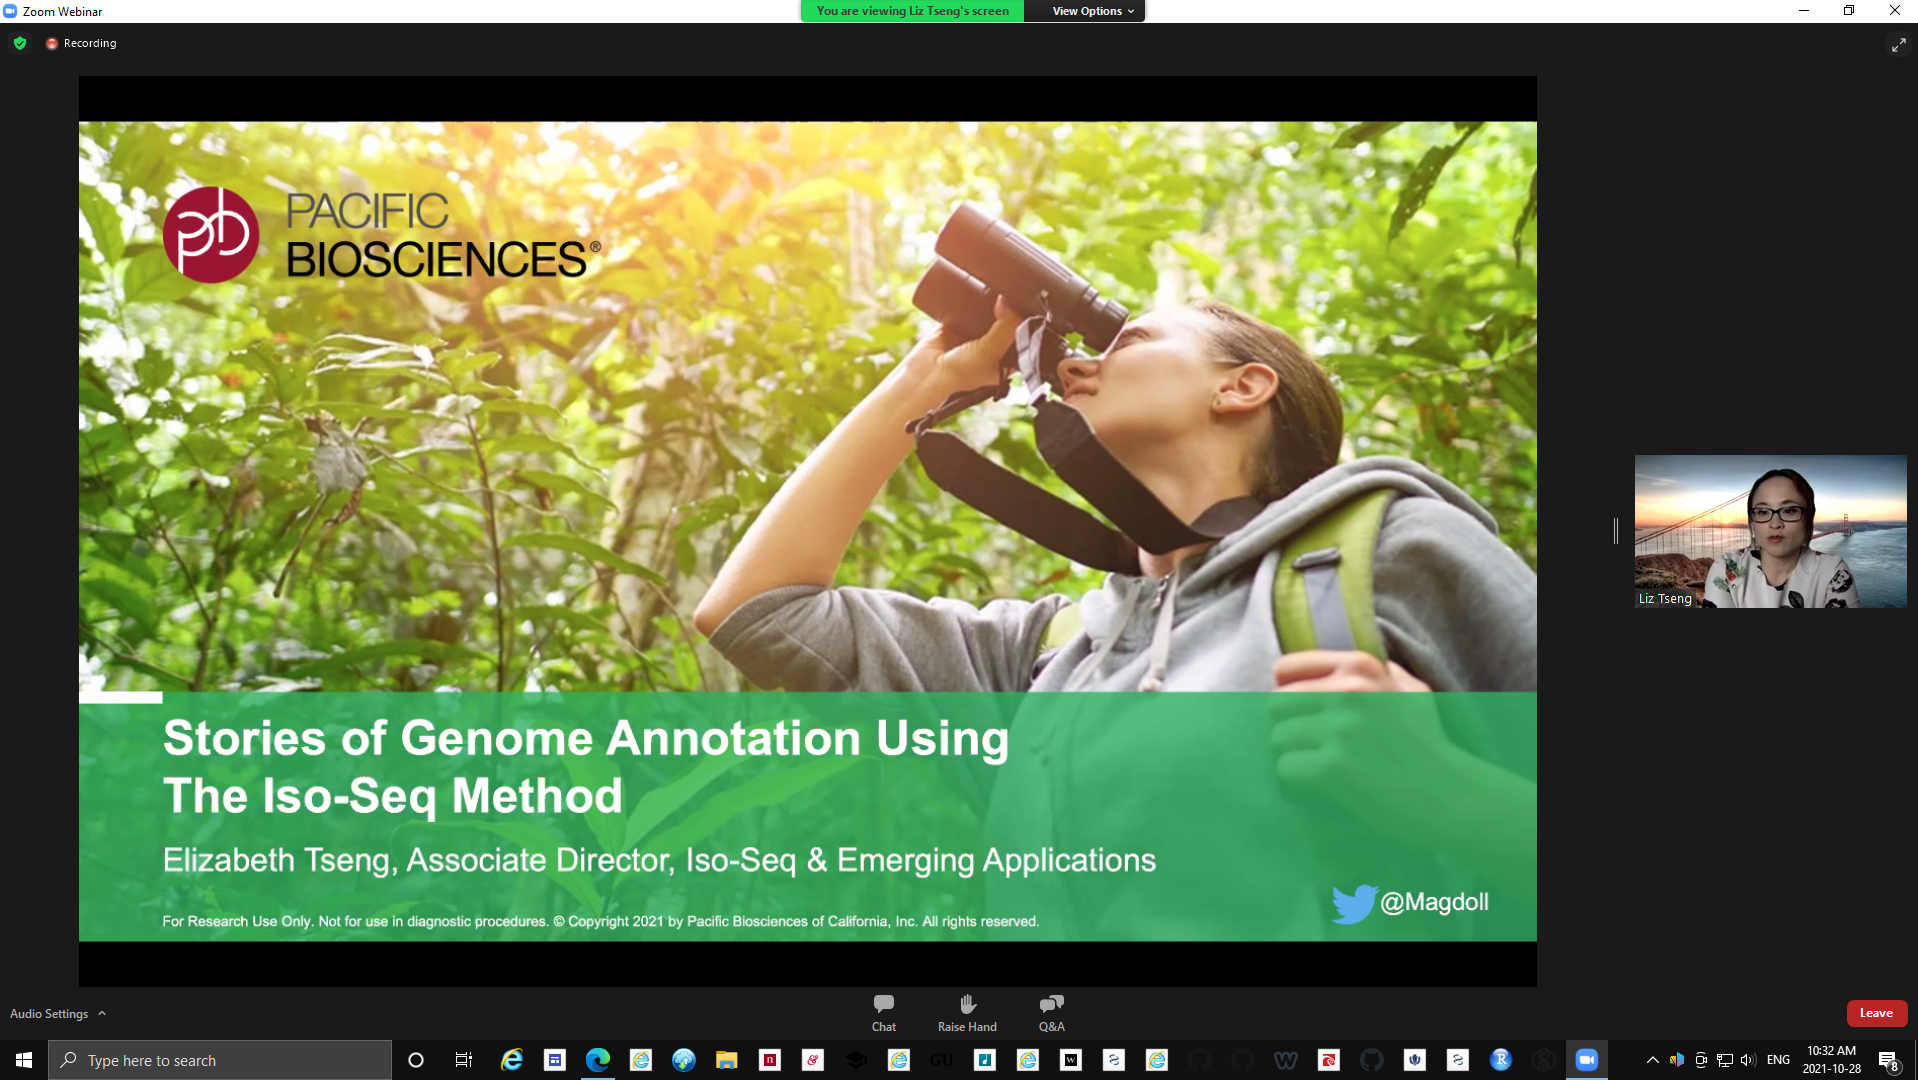 Zoom Webinar
You are viewing Liz Tseng's screen
View Options
Recording
PACIFIC
BIOSCIENCES®
Liz Tseng
Stories of Genome Annotation Using
The Iso-Seq Method
Elizabeth Tseng, Associate Director, Iso-Seq & Emerging Applications
@Magdoll
For Research Use Only. Not for use in diagnostic procedures. © Copyright 2021 by Pacific Biosciences of California, Inc. All rights reserved.
Audio Settings
Chat
Raise Hand
Q&A
Leave
Type here to search
GU
ENG
10:32 AM
2021-10-28
8